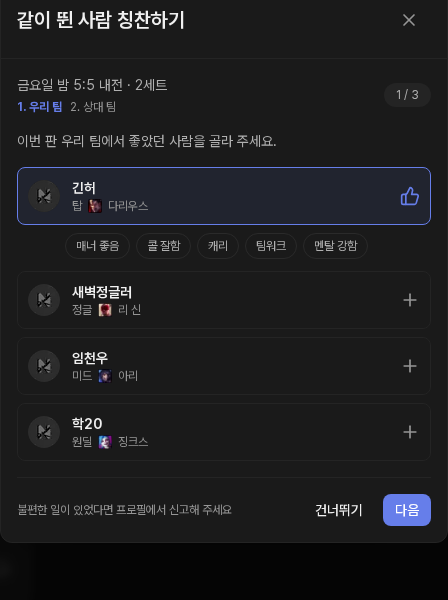 같이 뛴 사람 칭찬하기
금요일 밤 5:5 내전 · 2세트
1. 우리 팀 2. 상대 팀
1 / 3
이번 판 우리 팀에서 좋았던 사람을 골라 주세요.
긴허
탑 다리우스
매너 좋음 콜 잘함 캐리 팀워크 멘탈 강함
새벽정글러
정글 리 신
임천우
미드 아리
학20
원딜 징크스
불편한 일이 있었다면 프로필에서 신고해 주세요
건너뛰기 다음